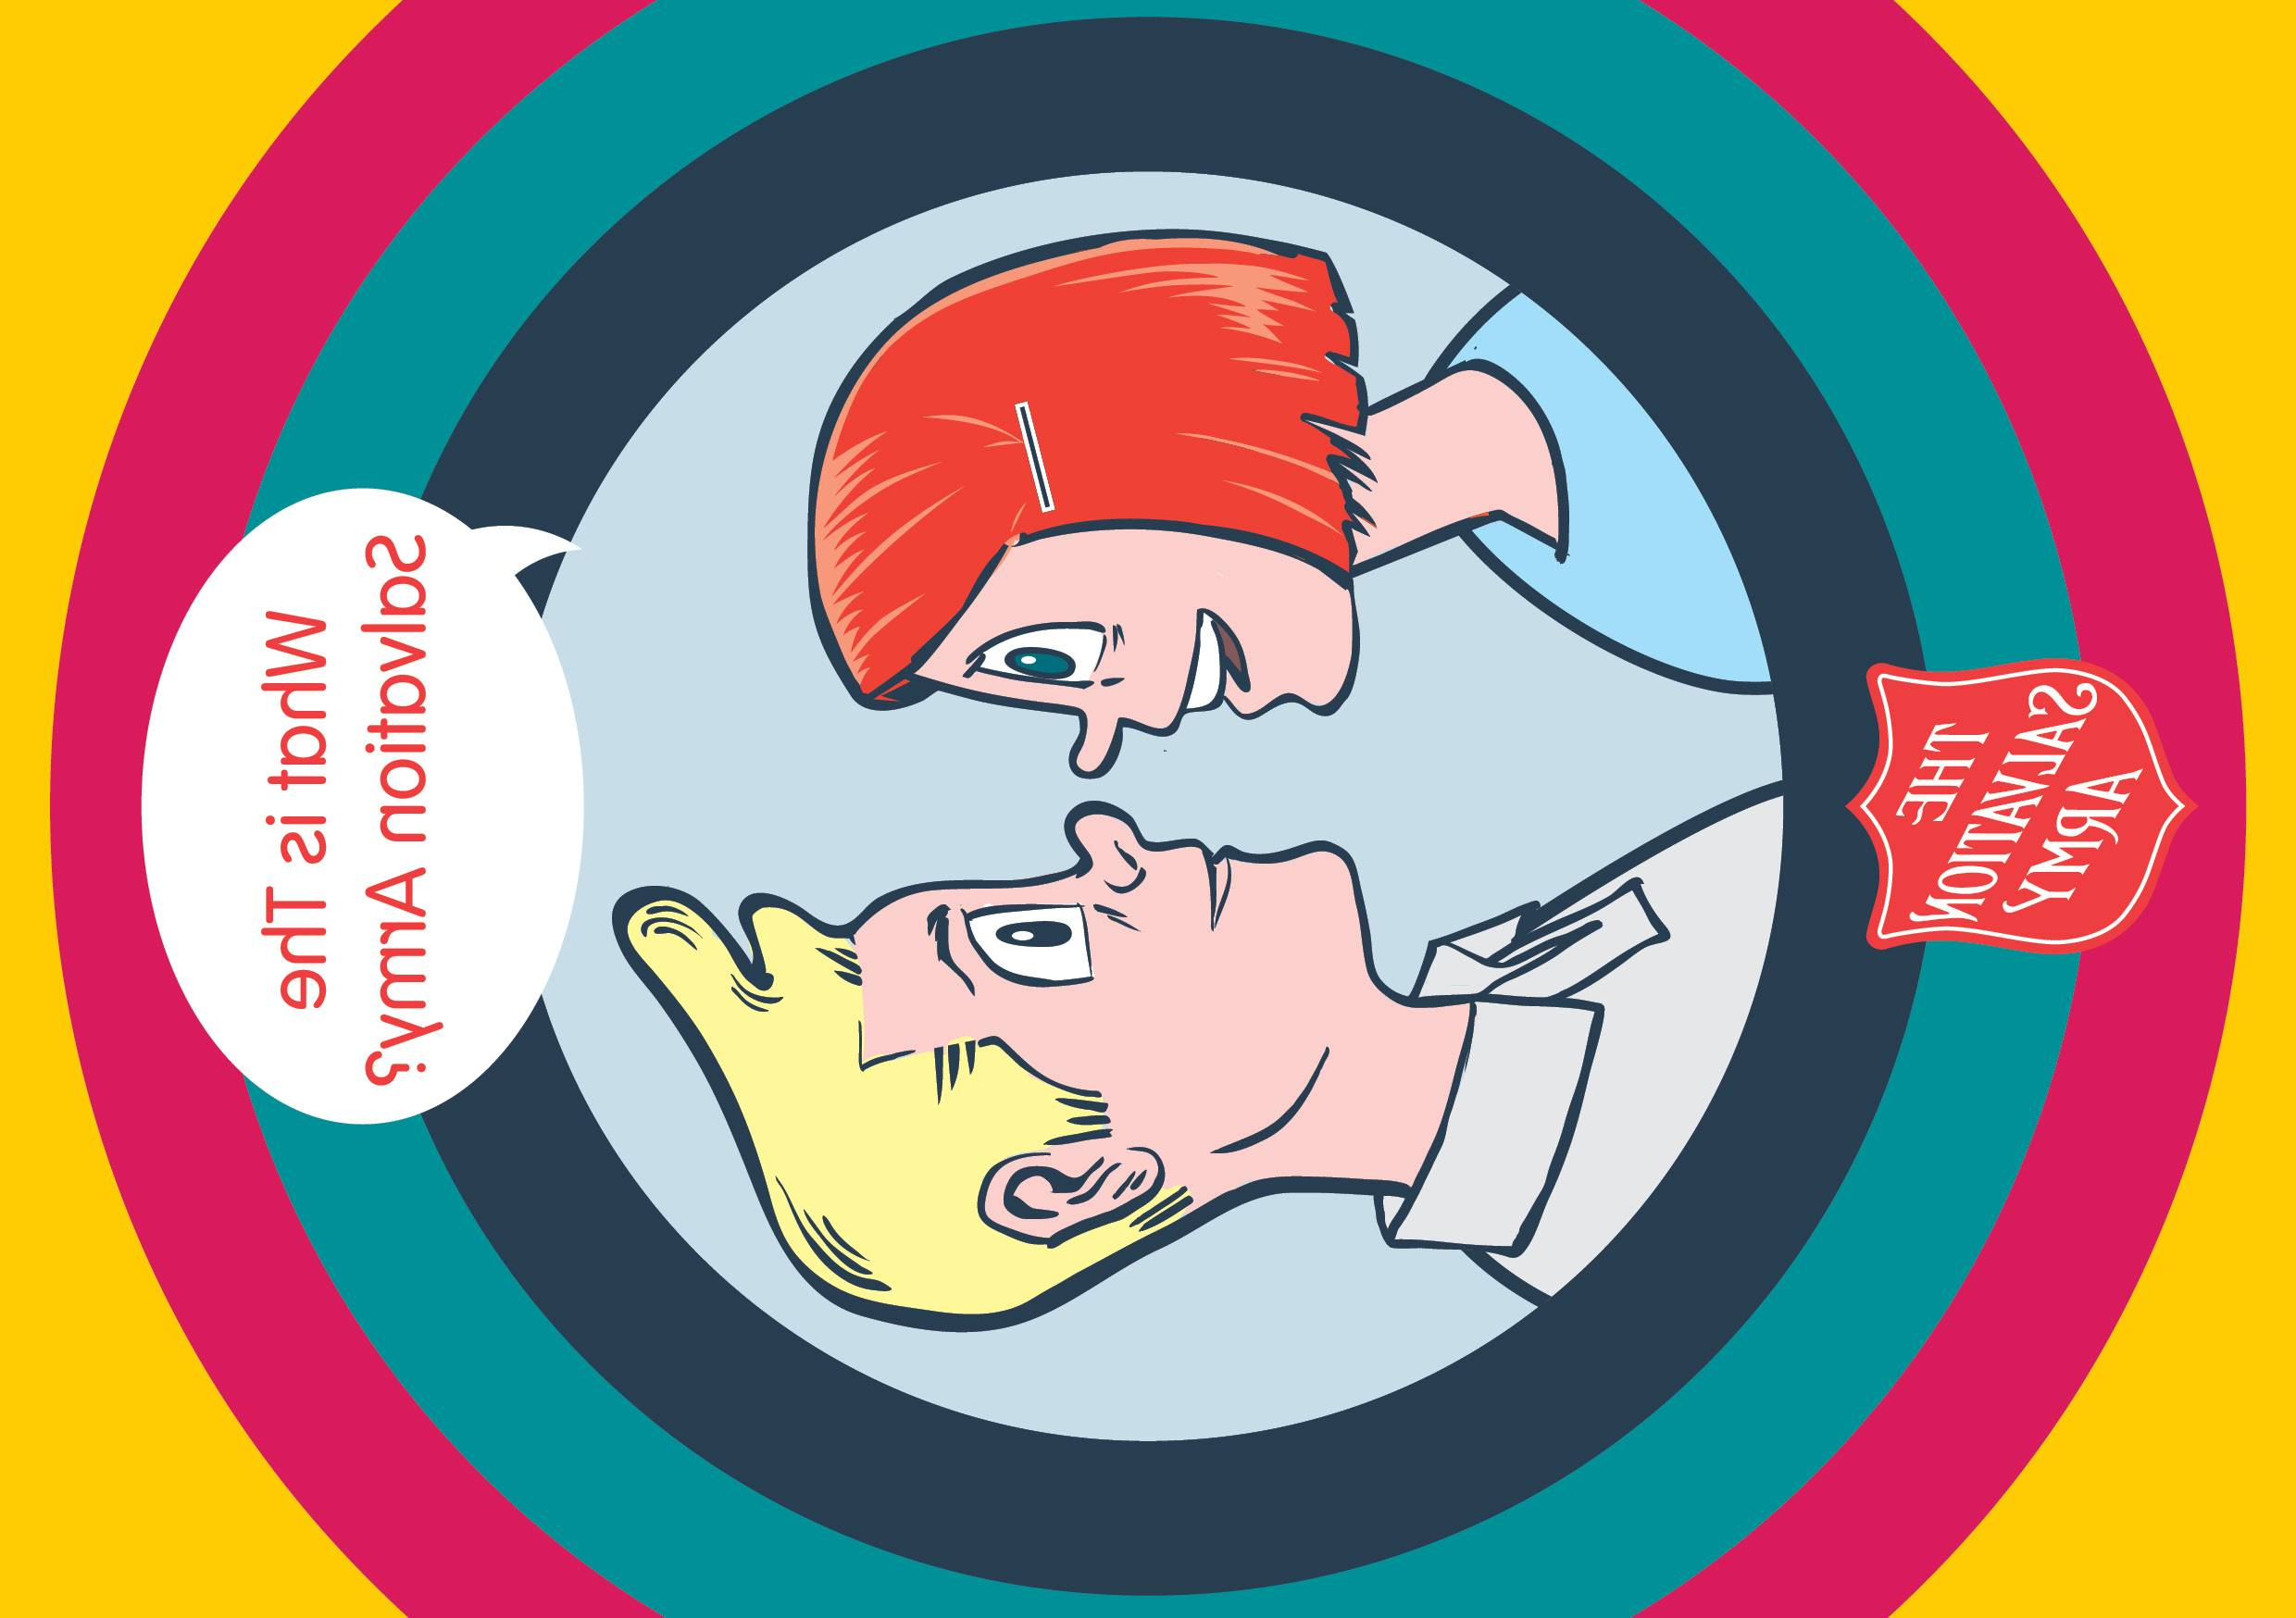 What is The
Salvation Army?
THE
SALVATION
ARMY